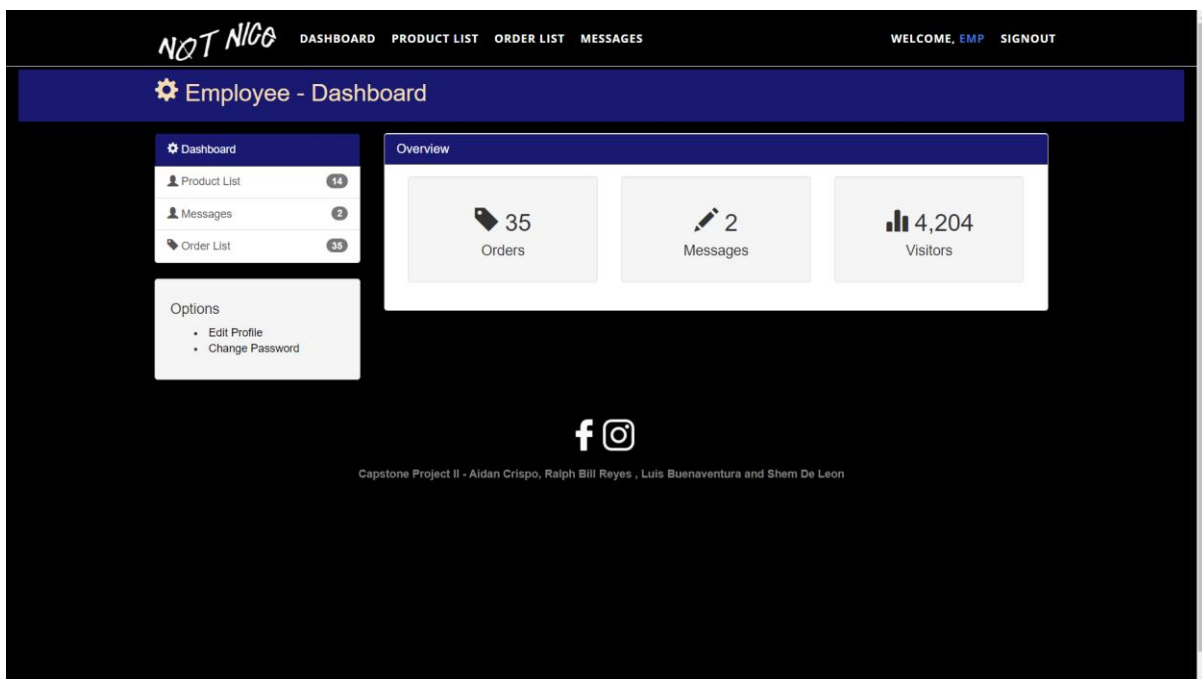 NOT NICE DASHBOARD PRODUCT LIST ORDER LIST MESSAGES WELCOME, EMP SIGNOUT
Employee - Dashboard
Dashboard
Product List 14
Messages 2
Order List 35
Options
• Edit Profile
• Change Password
Overview
35
Orders
2
Messages
4,204
Visitors
Capstone Project II - Aidan Crispo, Ralph Bill Reyes , Luis Buenaventura and Shem De Leon